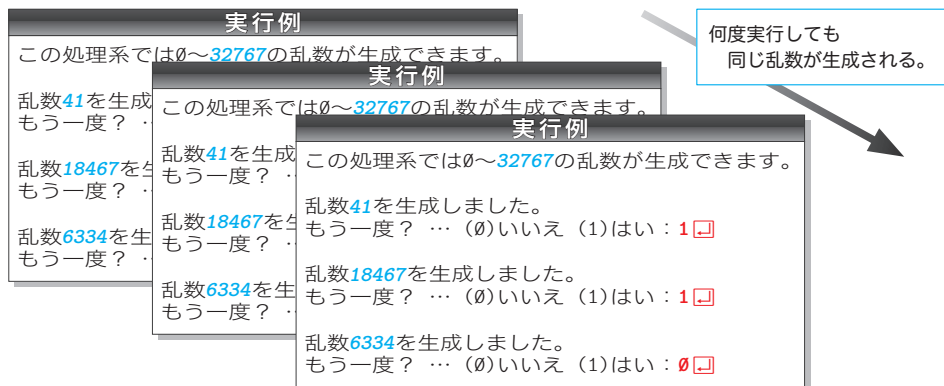 実行例
この処理系では0～32767の乱数が生成できます。
乱数41を生成
もう一度？ …
乱数18467を
もう一度？
乱数6334を生
もう一度？
実行例
この処理系では0～32767の乱数が生成できます。
乱数41を生成
もう一度？ …
乱数18467を
もう一度？
乱数6334を生
もう一度？
実行例
この処理系では0～32767の乱数が生成できます。
乱数41を生成しました。
もう一度？ … (0)いいえ (1)はい：1
乱数18467を生成しました。
もう一度？ … (0)いいえ (1)はい：1
乱数6334を生成しました。
もう一度？ … (0)いいえ (1)はい：0
何度実行しても
同じ乱数が生成される。